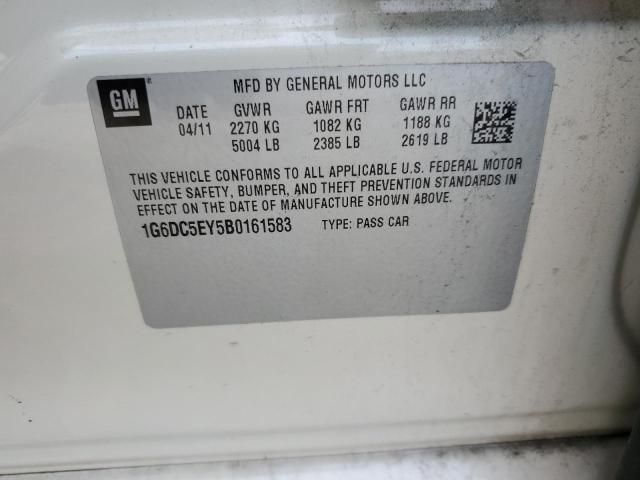 GM
MFD BY GENERAL MOTORS LLC
DATE GVWR GAWR FRT GAWR RR
04/11 2270 KG 1082 KG 1188 KG
5004 LB 2385 LB 2619 LB
THIS VEHICLE CONFORMS TO ALL APPLICABLE U.S. FEDERAL MOTOR
VEHICLE SAFETY, BUMPER, AND THEFT PREVENTION STANDARDS IN
EFFECT ON THE DATE OF MANUFACTURE SHOWN ABOVE.
1G6DC5EY5B0161583 TYPE: PASS CAR